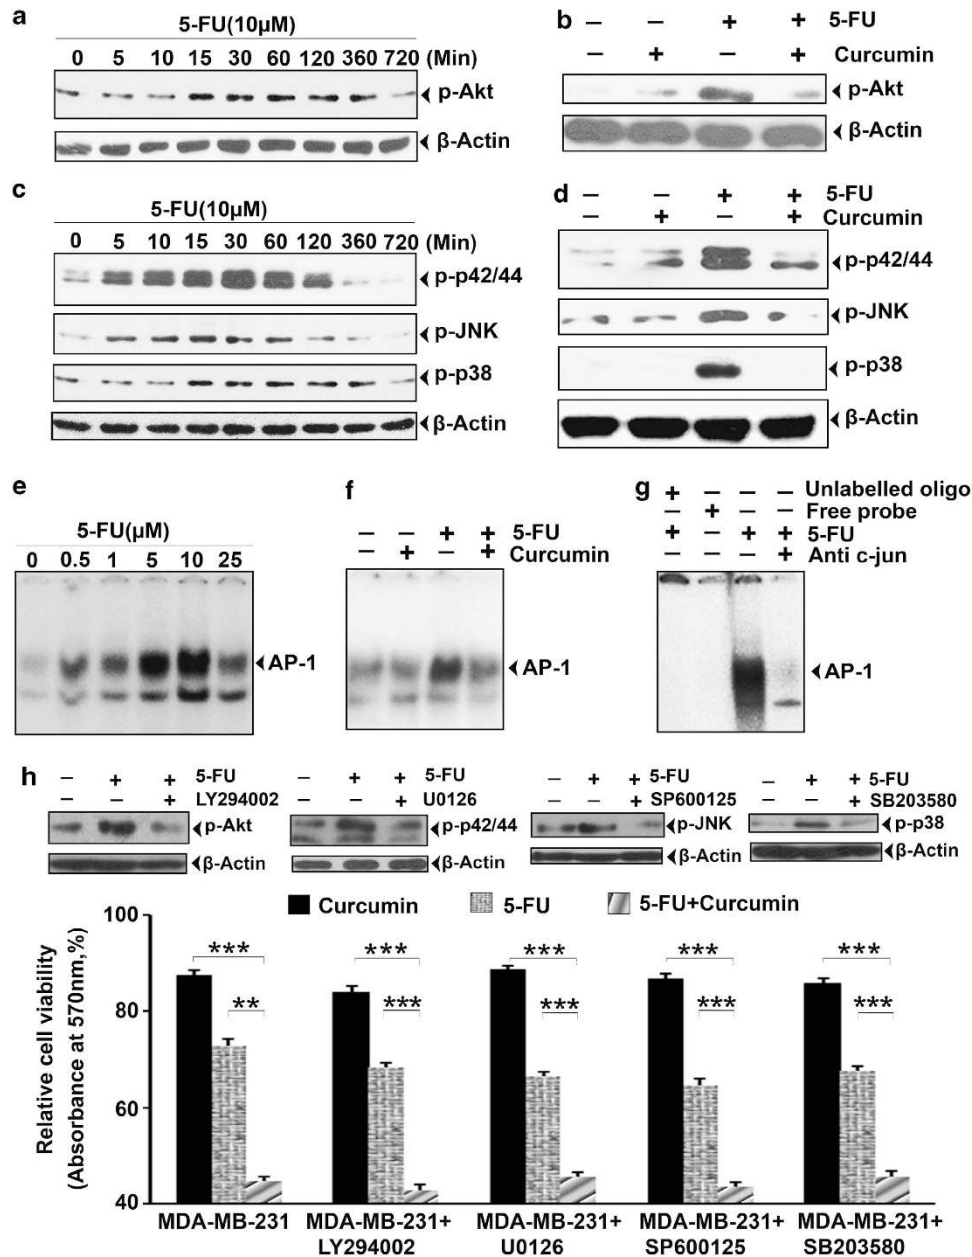 a
5-FU(10μM)
0 5 10 15 30 60 120 360 720 (Min)
p-Akt
β-Actin
b
– – + + 5-FU
– + – + Curcumin
p-Akt
β-Actin
c
5-FU(10μM)
0 5 10 15 30 60 120 360 720 (Min)
p-p42/44
p-JNK
p-p38
β-Actin
d
– – + + 5-FU
– + – + Curcumin
p-p42/44
p-JNK
p-p38
β-Actin
e
5-FU(μM)
0 0.5 1 5 10 25
AP-1
f
– – + + 5-FU
– + – + Curcumin
AP-1
g
+ – – – Unlabelled oligo
– + – – Free probe
+ – + + 5-FU
– – – + Anti c-jun
AP-1
h
– + + 5-FU
– – + LY294002
p-Akt
β-Actin
– + + 5-FU
– – + U0126
p-p42/44
β-Actin
– + + 5-FU
– – + SP600125
p-JNK
β-Actin
– + + 5-FU
– – + SB203580
p-p38
β-Actin
Relative cell viability
(Absorbance at 570nm,%)
100
80
60
40
Curcumin 5-FU 5-FU+Curcumin
*** *** *** *** ***
** *** *** *** ***
MDA-MB-231 MDA-MB-231+ MDA-MB-231+ MDA-MB-231+ MDA-MB-231+
LY294002 U0126 SP600125 SB203580